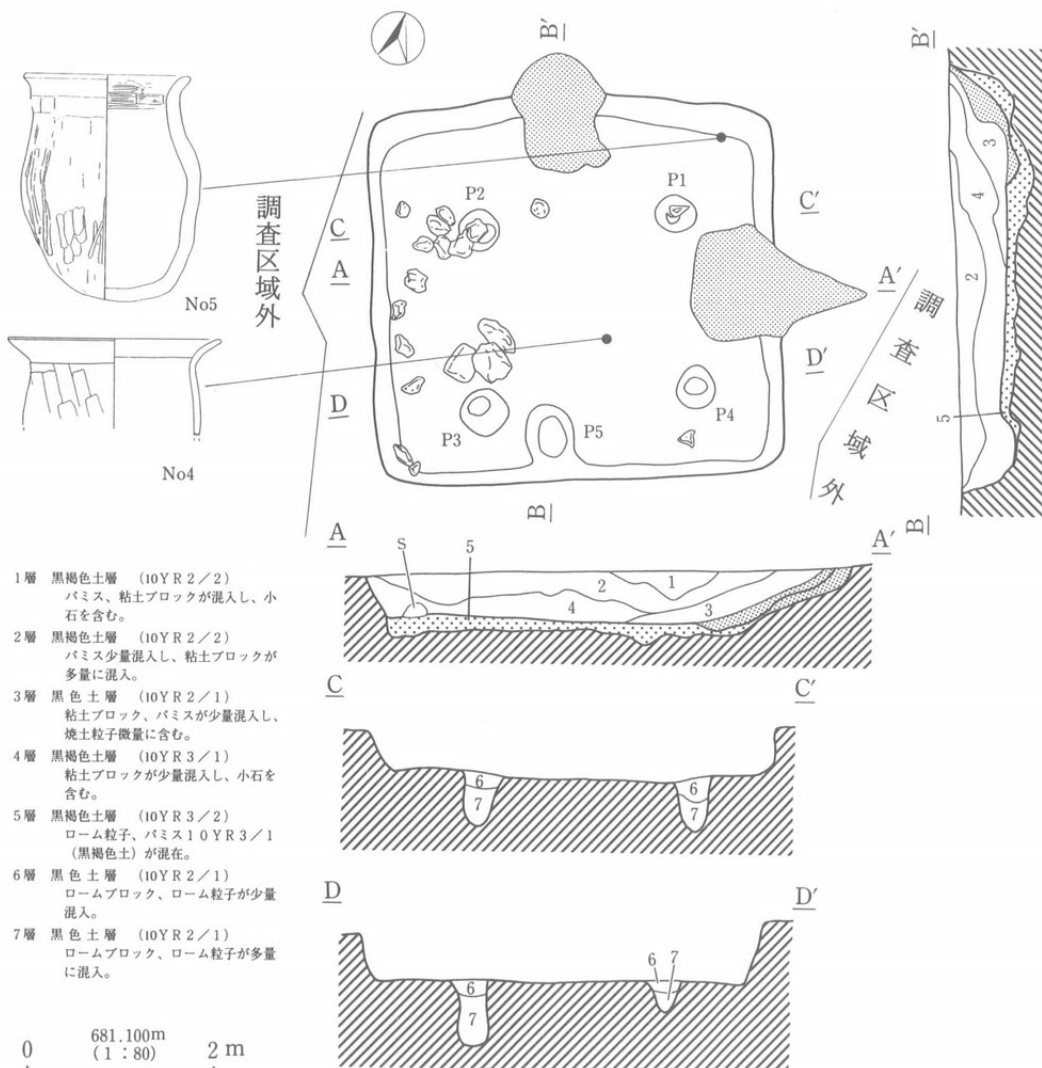 B′
B′
No5
調査区域外
C
A
P2
P1
C′
A′
調査区域外
D′
3
4
2
5
No4
D
P3
P5
P4
B
B
A
A′
S
5
2
1
4
3
1層 黒褐色土層 (10YR2/2)
パミス、粘土ブロックが混入し、小
石を含む。
2層 黒褐色土層 (10YR2/2)
パミス少量混入し、粘土ブロックが
多量に混入。
3層 黒色土層 (10YR2/1)
粘土ブロック、パミスが少量混入し、
焼土粒子微量に含む。
4層 黒褐色土層 (10YR3/1)
粘土ブロックが少量混入し、小石を
含む。
5層 黒褐色土層 (10YR3/2)
ローム粒子、パミス10YR3/1
(黒褐色土)が混在。
6層 黒色土層 (10YR2/1)
ロームブロック、ローム粒子が少量
混入。
7層 黒色土層 (10YR2/1)
ロームブロック、ローム粒子が多量
に混入。
C
C′
6
7
6
7
D
D′
6
7
6 7
681.100m
0 (1:80) 2m